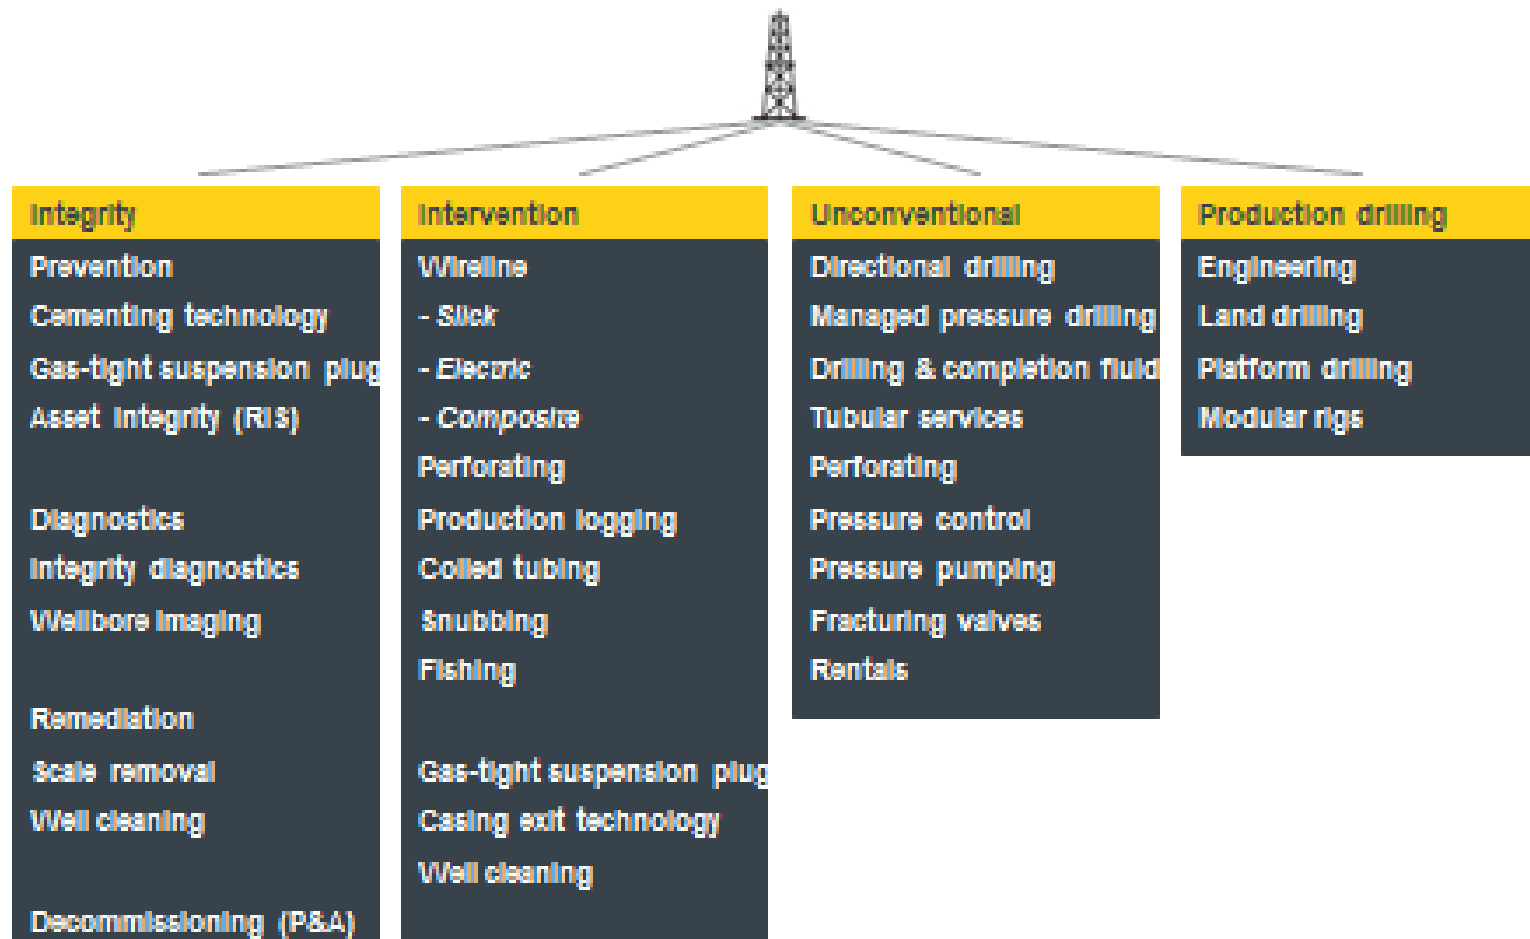 Integrity
Prevention
Cementing technology
Gas-tight suspension plug
Asset integrity (RIS)
Diagnostics
Integrity diagnostics
Wellbore imaging
Remediation
Scale removal
Well cleaning
Decommissioning (P&A)
Intervention
Wireline
- Slick
- Electric
- Composite
Perforating
Production logging
Coiled tubing
Snubbing
Fishing
Gas-tight suspension plug
Casing exit technology
Well cleaning
Unconventional
Directional drilling
Managed pressure drilling
Drilling & completion fluid
Tubular services
Perforating
Pressure control
Pressure pumping
Fracturing valves
Rentals
Production drilling
Engineering
Land drilling
Platform drilling
Modular rigs